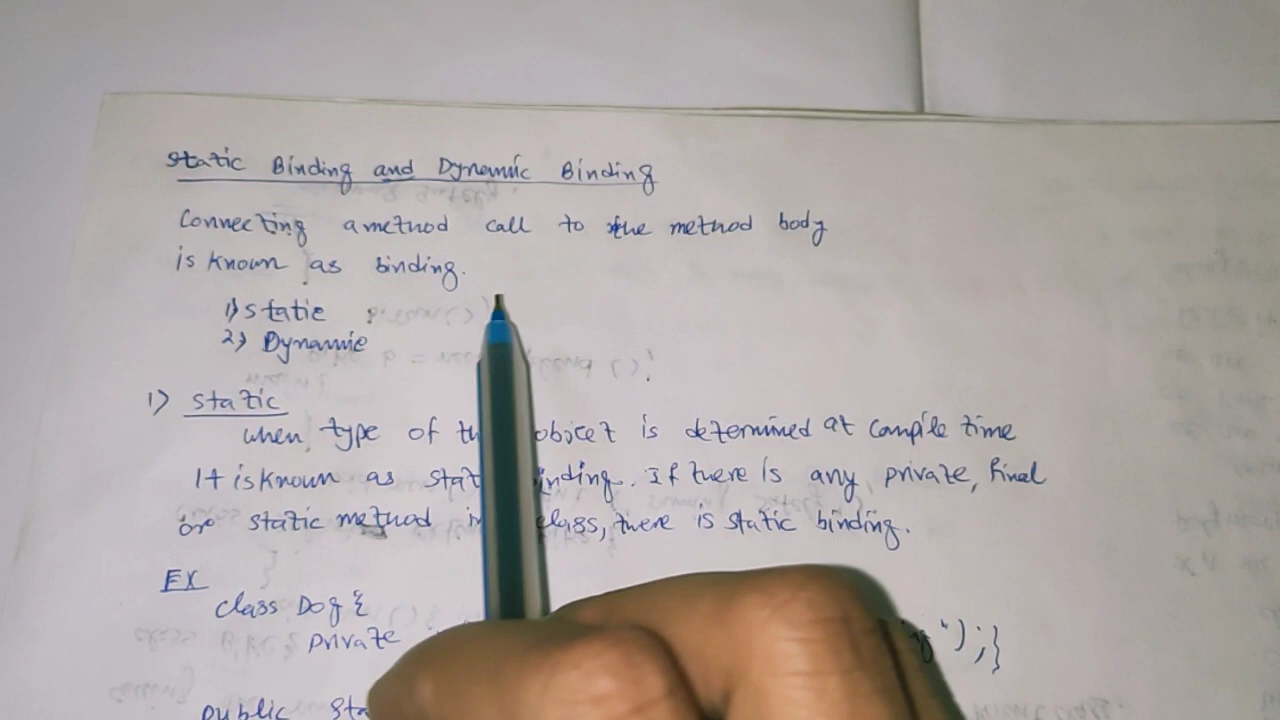 Static Binding and Dynamic Binding
Connecting a method call to the method body
is known as binding.
1) Static
2) Dynamic
1) Static
when type of th object is determined at compile time
It is known as stat inding. If there is any private, final
or static method in class, there is static binding.
Ex
class Dog {
private
");}
public sta